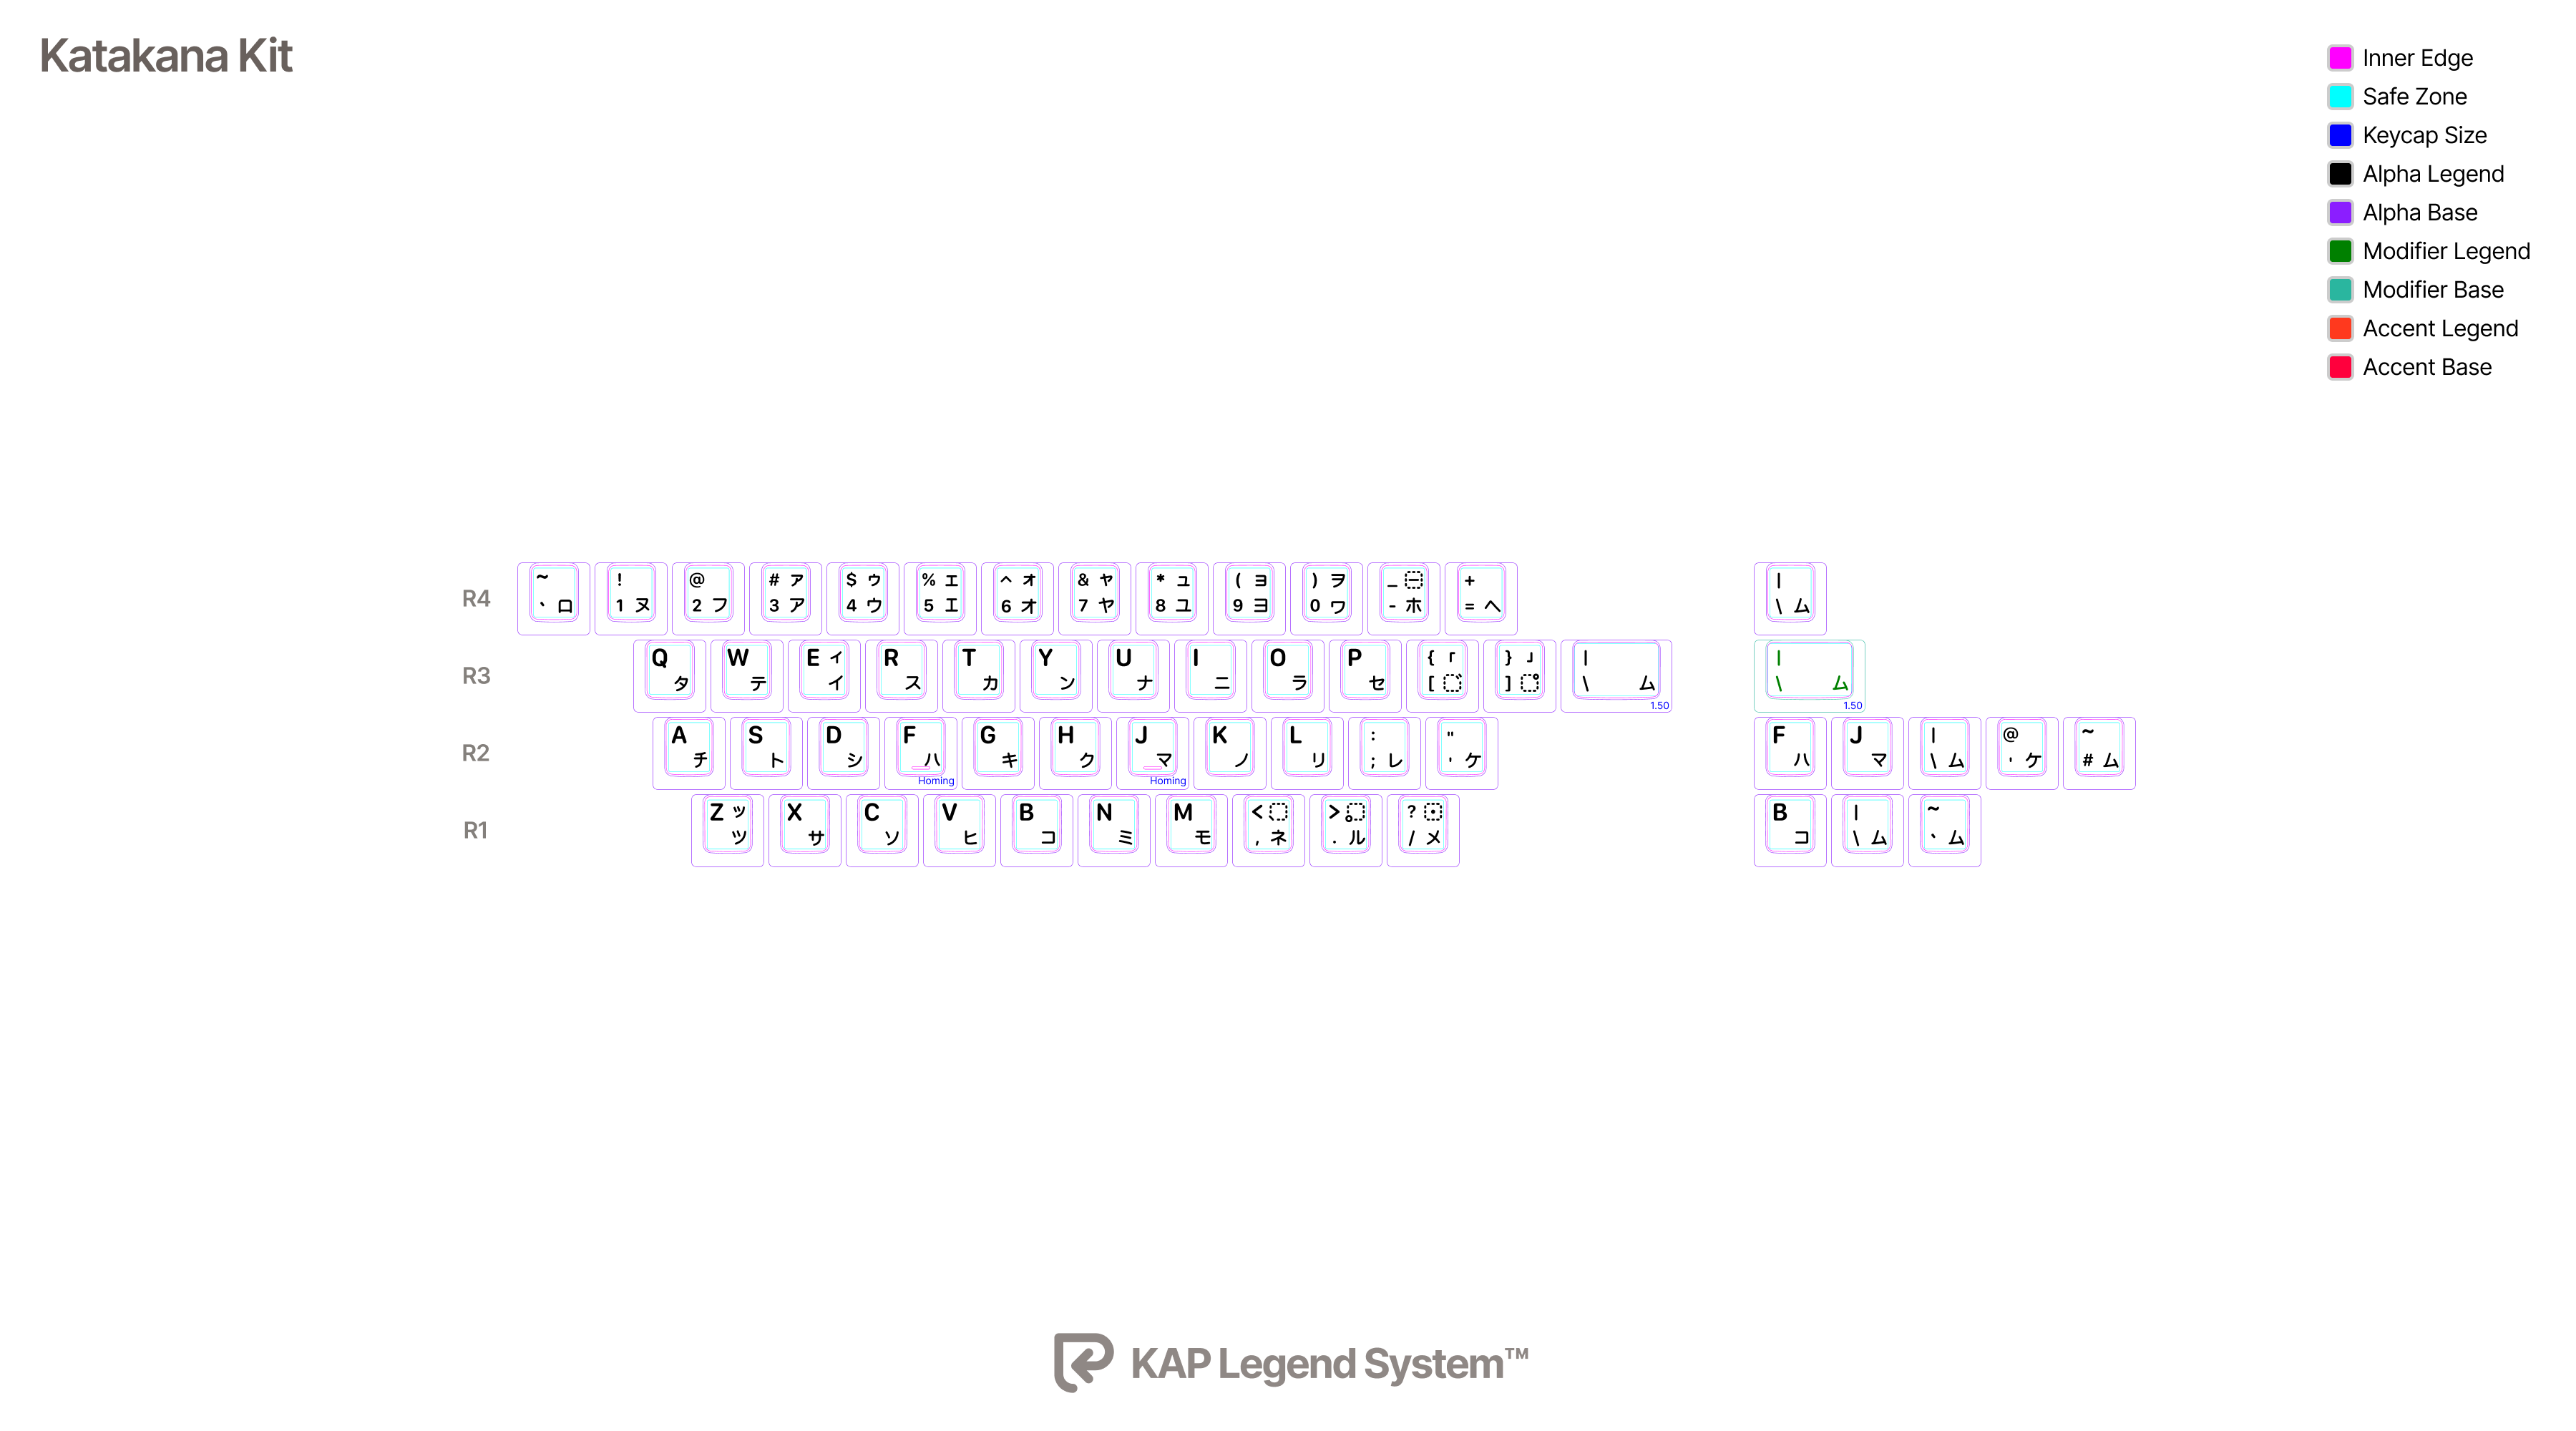 Katakana Kit
Inner Edge
Safe Zone
Keycap Size
Alpha Legend
Alpha Base
Modifier Legend
Modifier Base
Accent Legend
Accent Base
R4
~ ! @ # ァ $ ゥ % ェ ^ ォ & ャ * ュ ( ョ ) ヲ _ ー + |
` ロ 1 ヌ 2 フ 3 ア 4 ウ 5 エ 6 オ 7 ヤ 8 ユ 9 ヨ 0 ワ - ホ = ヘ \ ム
R3
Q W E ィ R T Y U I O P { 「 } 」 | |
タ テ イ ス カ ン ナ ニ ラ セ [ ゛ ] ゜ \ ム \ ム
1.50 1.50
R2
A S D F G H J K L : " F J | @ ~
チ ト シ ハ キ ク マ ノ リ ; レ ' ケ ハ マ \ ム ' ケ # ム
Homing Homing
R1
Z ッ X C V B N M < 、 > 。 ? ・ B | ~
ツ サ ソ ヒ コ ミ モ , ネ . ル / メ コ \ ム ` ム
KAP Legend System™